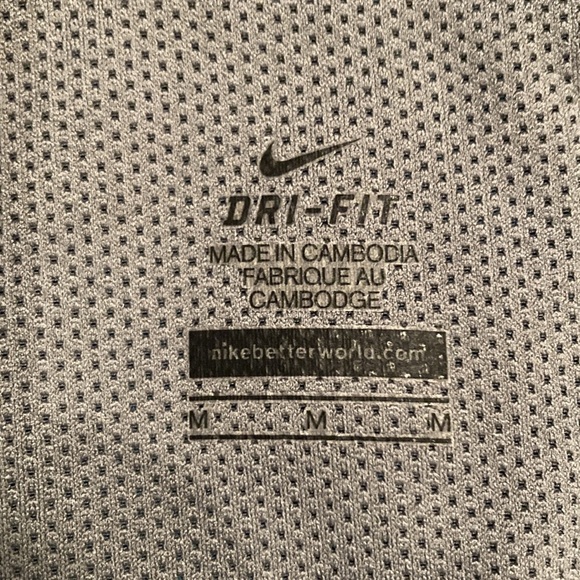 DRI-FIT
MADE IN CAMBODIA
FABRIQUE AU
CAMBODGE
nikebetterworld.com
M M M